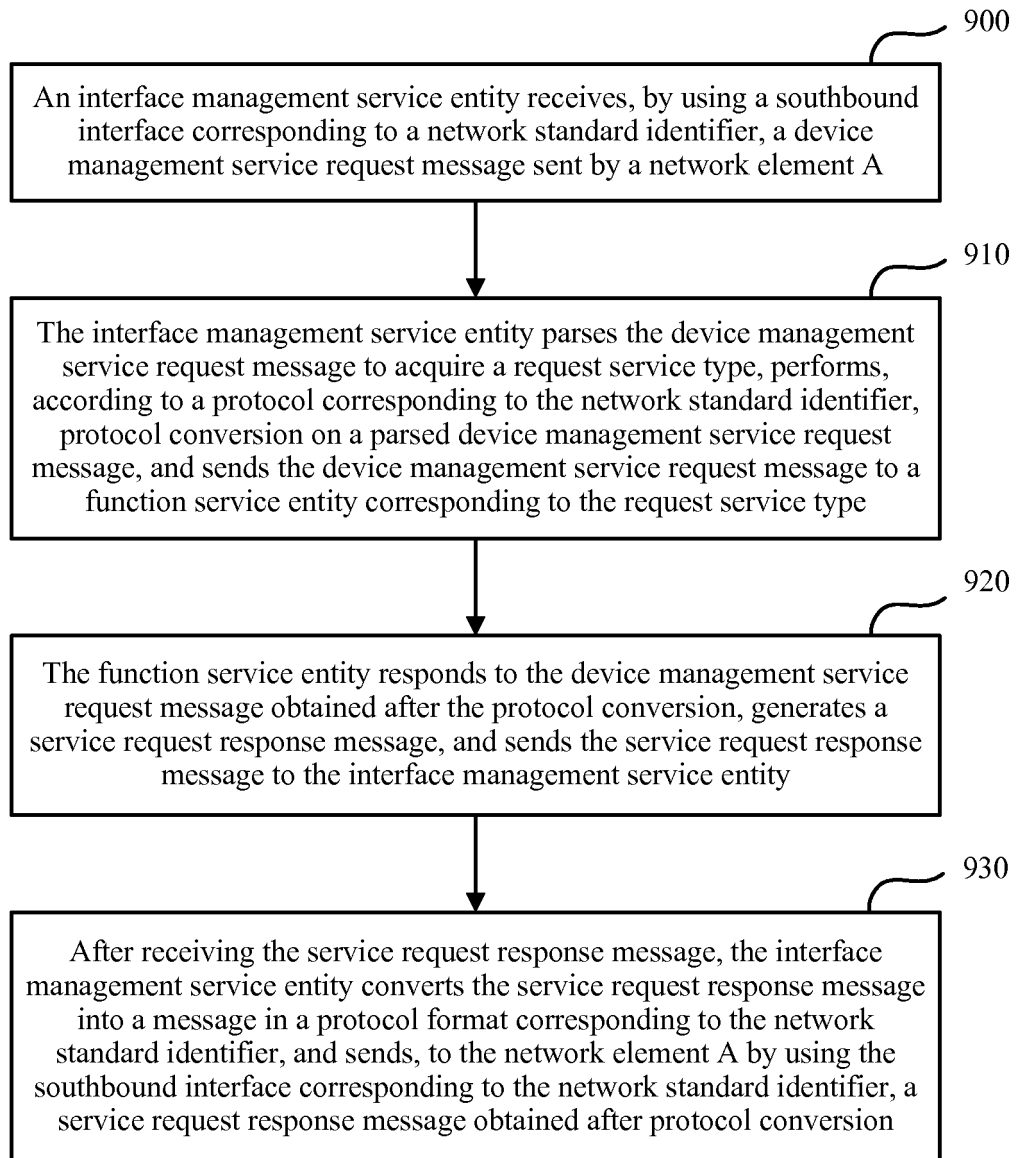 900
An interface management service entity receives, by using a southbound
interface corresponding to a network standard identifier, a device
management service request message sent by a network element A
910
The interface management service entity parses the device management
service request message to acquire a request service type, performs,
according to a protocol corresponding to the network standard identifier,
protocol conversion on a parsed device management service request
message, and sends the device management service request message to a
function service entity corresponding to the request service type
920
The function service entity responds to the device management service
request message obtained after the protocol conversion, generates a
service request response message, and sends the service request response
message to the interface management service entity
930
After receiving the service request response message, the interface
management service entity converts the service request response message
into a message in a protocol format corresponding to the network
standard identifier, and sends, to the network element A by using the
southbound interface corresponding to the network standard identifier, a
service request response message obtained after protocol conversion